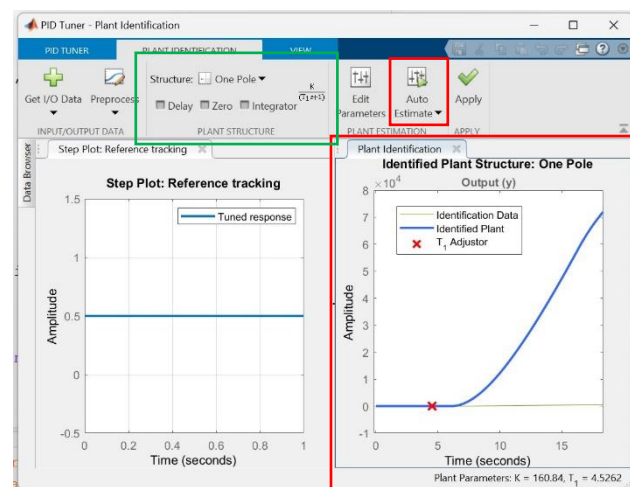 PID Tuner - Plant Identification
PID TUNER
PLANT IDENTIFICATION
VIEW
Get I/O Data
Preprocess
INPUT/OUTPUT DATA
Structure: One Pole
K
(T₁s+1)
Delay Zero Integrator
PLANT STRUCTURE
Edit
Parameters
Auto
Estimate
PLANT ESTIMATION
Apply
APPLY
Data Browser
Step Plot: Reference tracking
Step Plot: Reference tracking
Tuned response
Amplitude
1.5
1
0.5
0
-0.5
0 0.2 0.4 0.6 0.8 1
Time (seconds)
Plant Identification
Identified Plant Structure: One Pole
×10⁴
Output (y)
Identification Data
Identified Plant
T₁ Adjustor
Amplitude
8
7
6
5
4
3
2
1
0
-1
0 5 10 15
Time (seconds)
Plant Parameters: K = 160.84, T₁ = 4.5262